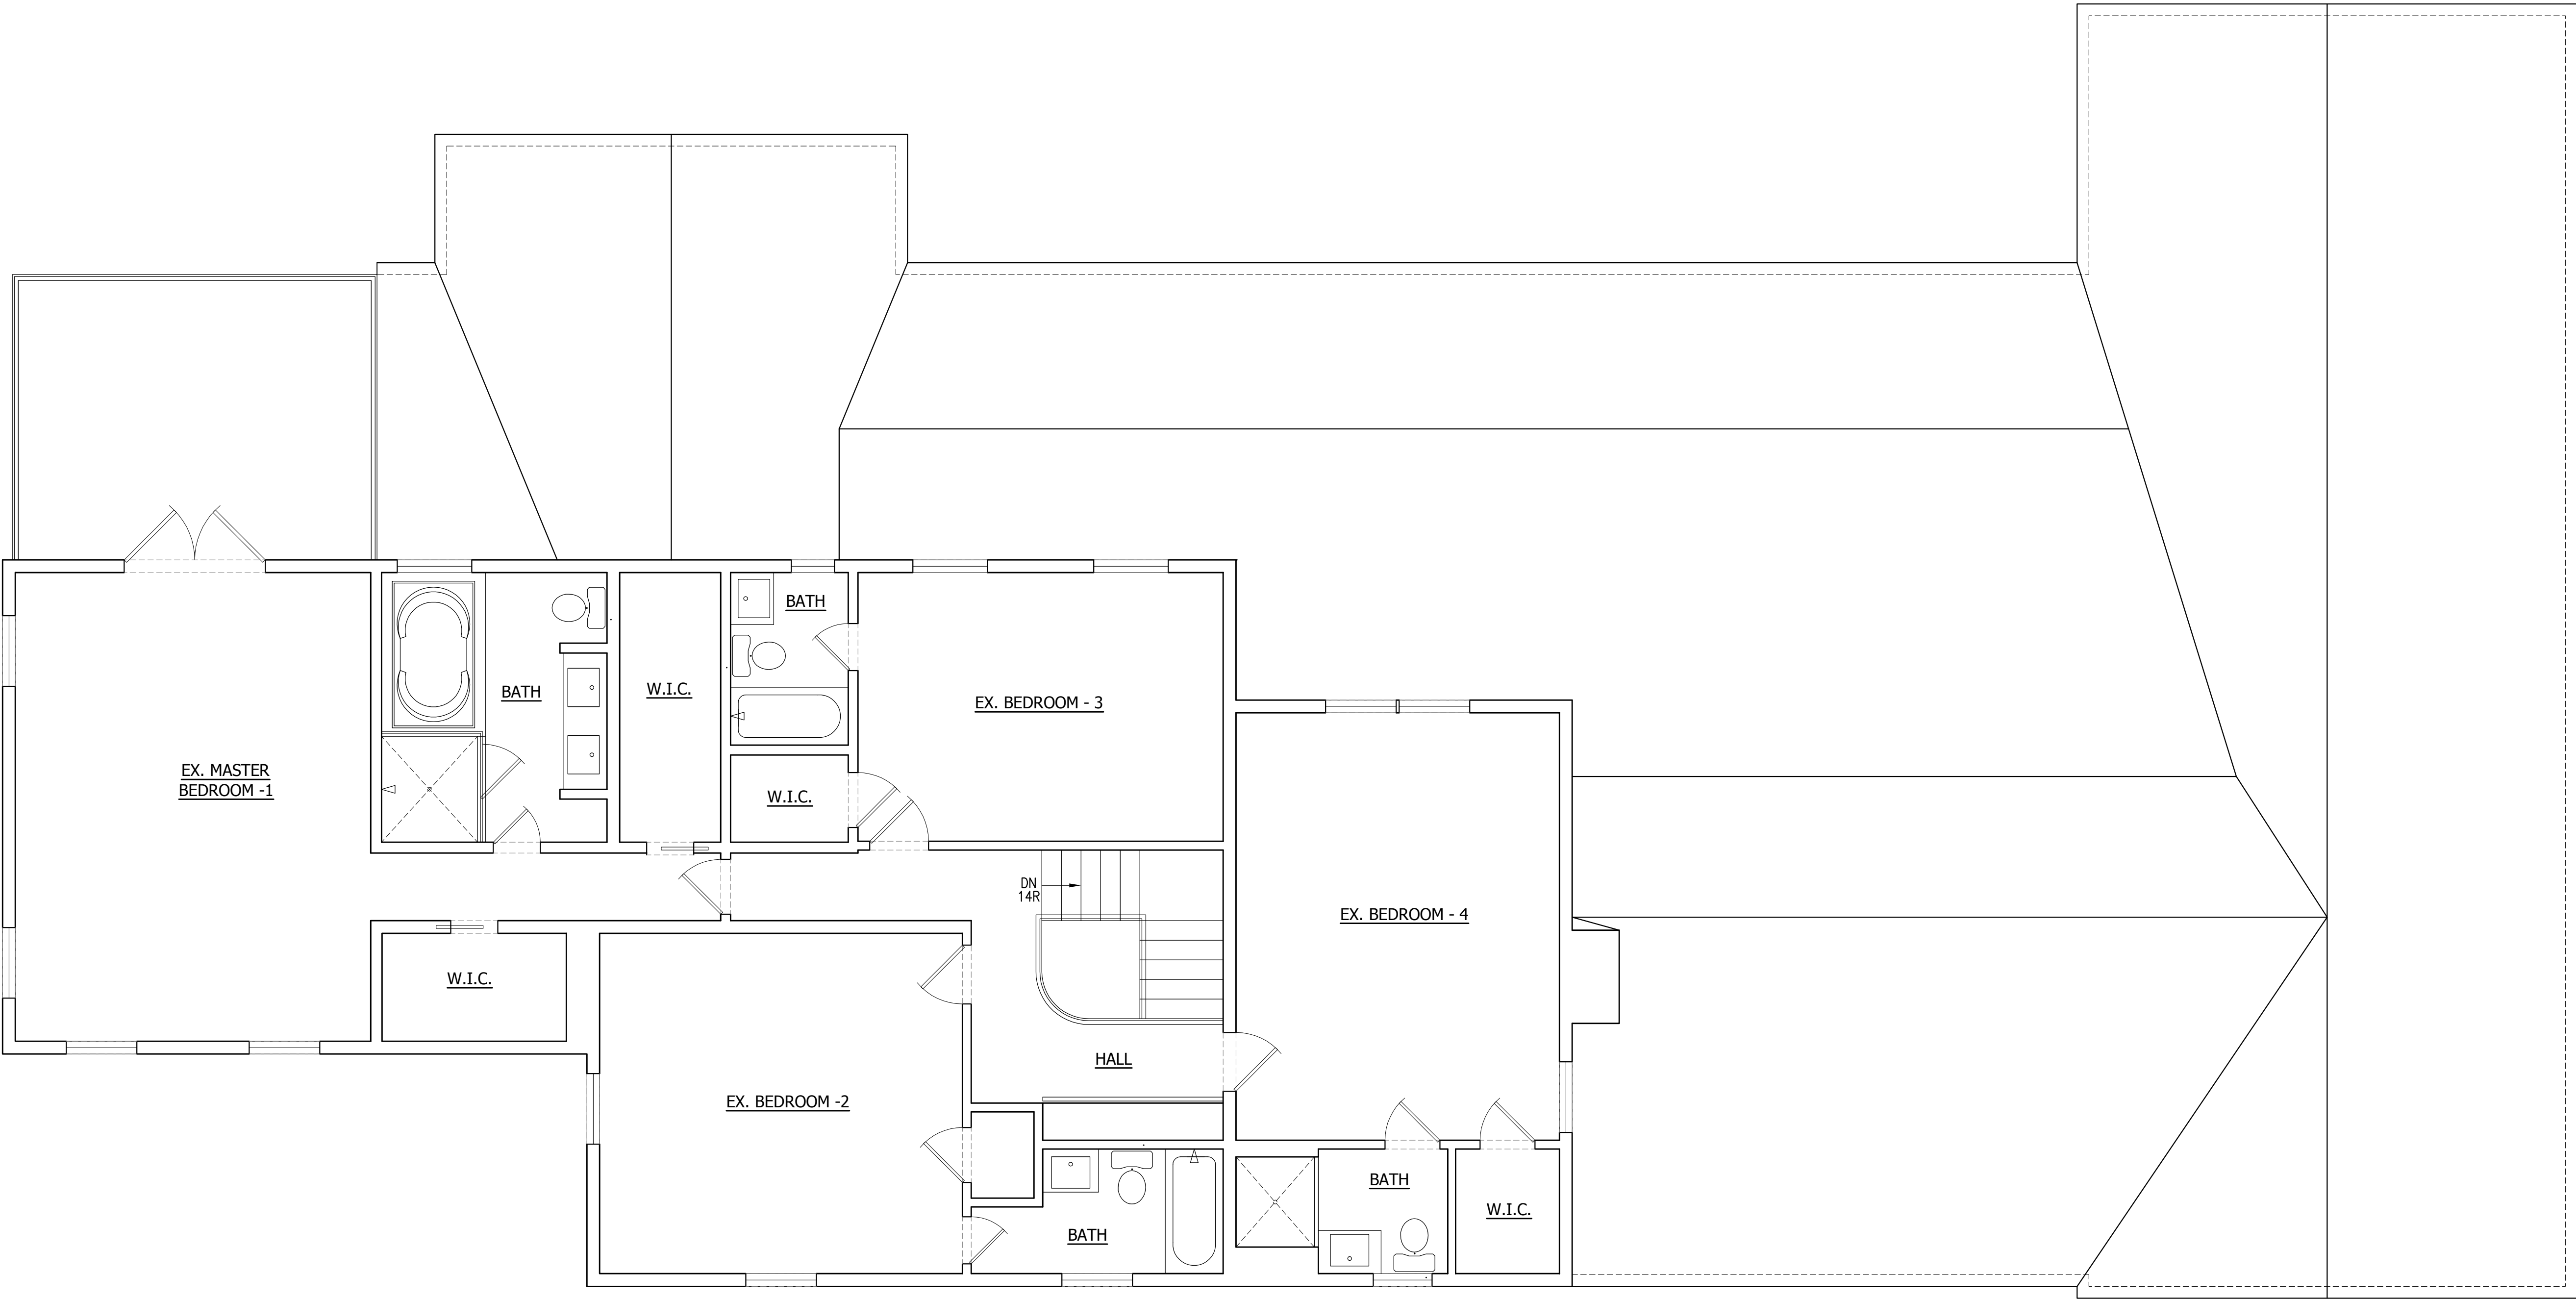 BATH
BATH
W.I.C.
EX. BEDROOM - 3
EX. MASTER
BEDROOM -1
W.I.C.
DN
14R
EX. BEDROOM - 4
W.I.C.
HALL
EX. BEDROOM -2
BATH
W.I.C.
BATH